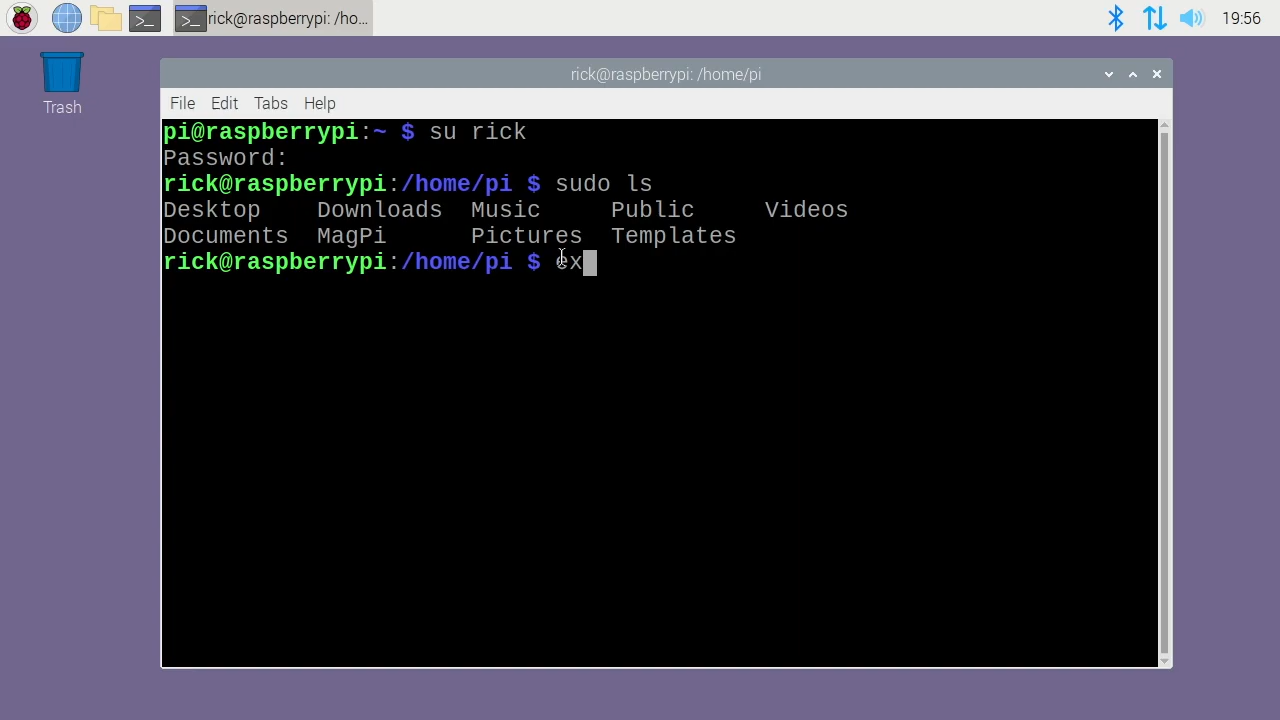 rick@raspberrypi: /ho...
19:56
Trash
rick@raspberrypi: /home/pi
File Edit Tabs Help
pi@raspberrypi:~ $ su rick
Password:
rick@raspberrypi:/home/pi $ sudo ls
Desktop Downloads Music Public Videos
Documents MagPi Pictures Templates
rick@raspberrypi:/home/pi $ ex